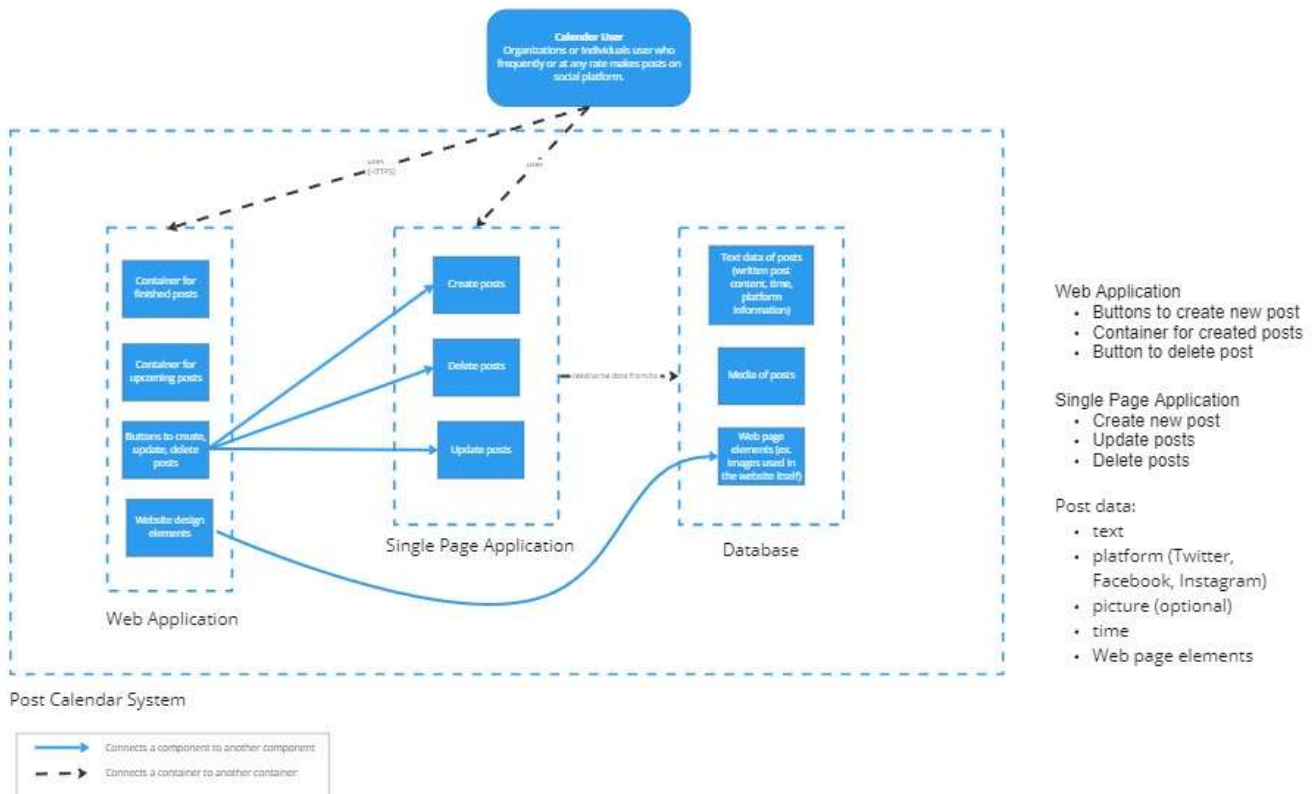 Calender User
Organizations or Individuals user who
frequently or at any rate makes posts on
social platform.
uses
(HTTPS)
uses
Container for
finished posts
Container for
upcoming posts
Buttons to create,
update, delete
posts
Website design
elements
Web Application
Create posts
Delete posts
Update posts
Single Page Application
read/write data from/to
Text data of posts
(written post
content, time,
platform
information)
Media of posts
Web page
elements (ex.
images used in
the website itself)
Database
Post Calendar System
Connects a component to another component
Connects a container to another container
Web Application
• Buttons to create new post
• Container for created posts
• Button to delete post
Single Page Application
• Create new post
• Update posts
• Delete posts
Post data:
• text
• platform (Twitter,
Facebook, Instagram)
• picture (optional)
• time
• Web page elements